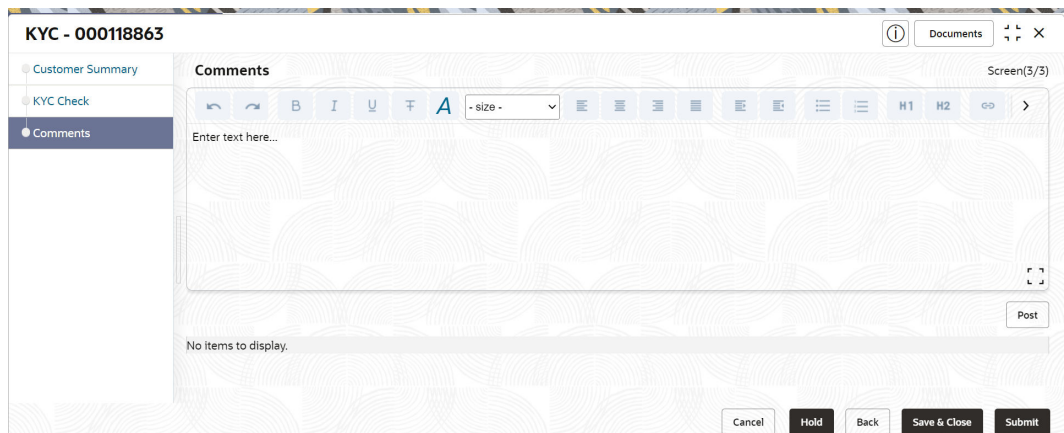 KYC - 000118863
Documents
Customer Summary
KYC Check
Comments
Comments
Screen(3/3)
B I U T A - size - H1 H2
Enter text here...
Post
No items to display.
Cancel Hold Back Save & Close Submit